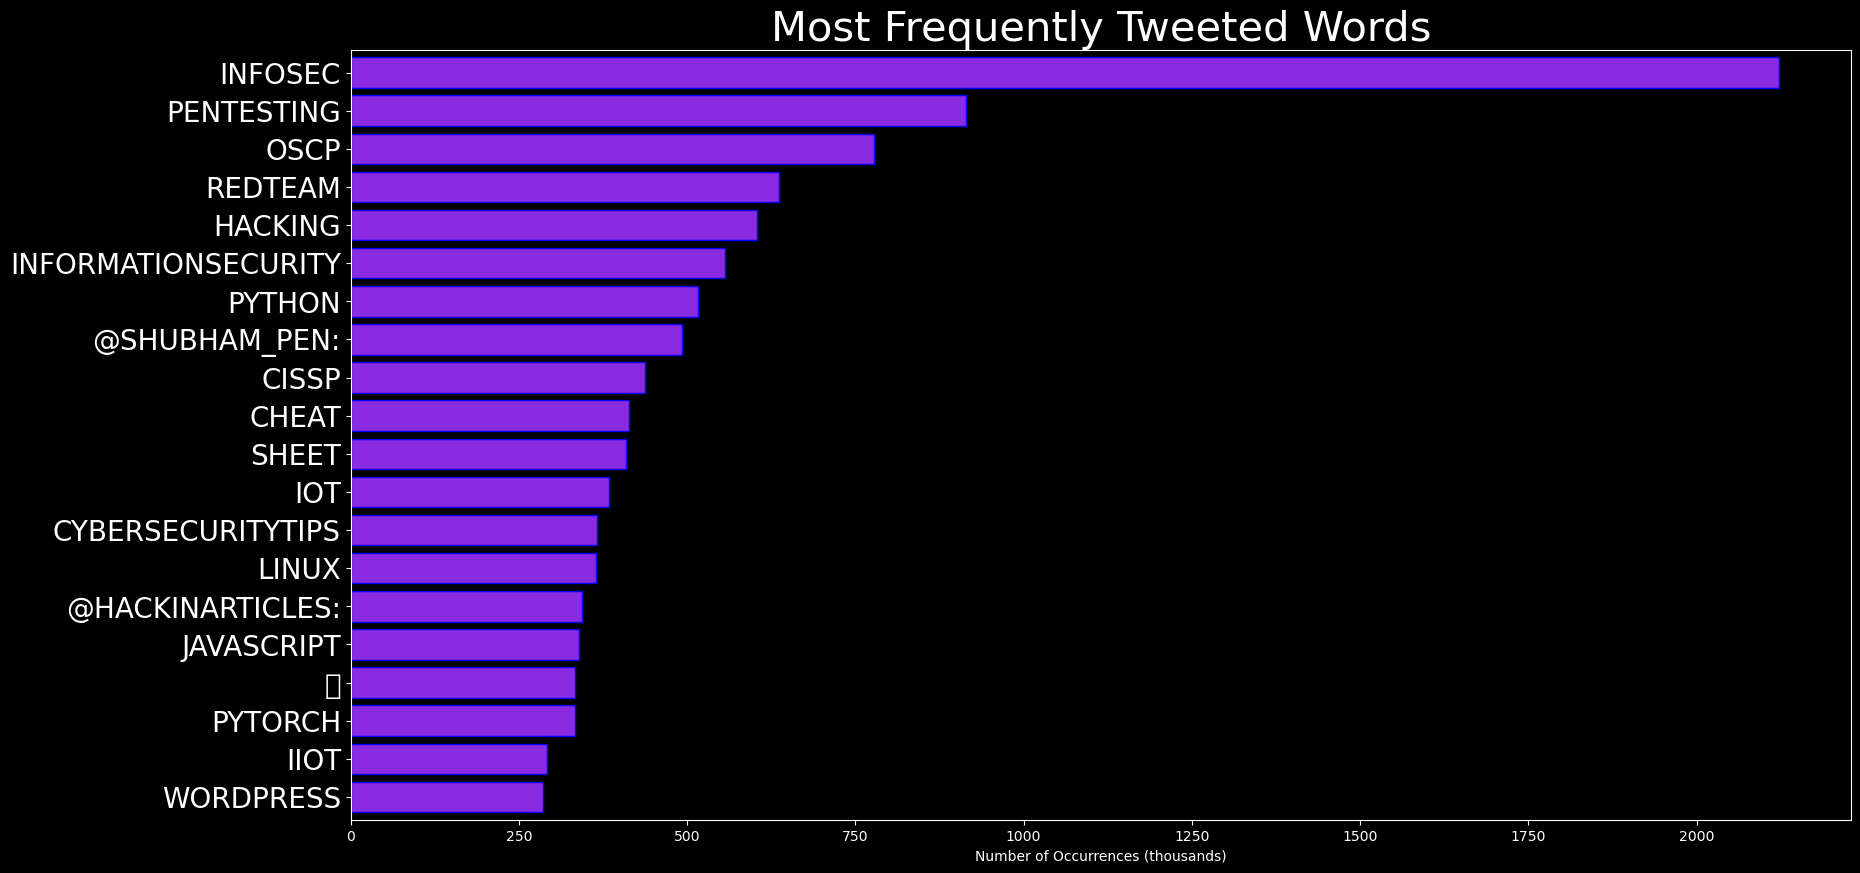 Most Frequently Tweeted Words
INFOSEC
PENTESTING
OSCP
REDTEAM
HACKING
INFORMATIONSECURITY
PYTHON
@SHUBHAM_PEN:
CISSP
CHEAT
SHEET
IOT
CYBERSECURITYTIPS
LINUX
@HACKINARTICLES:
JAVASCRIPT
PYTORCH
IIOT
WORDPRESS
0 250 500 750 1000 1250 1500 1750 2000
Number of Occurrences (thousands)